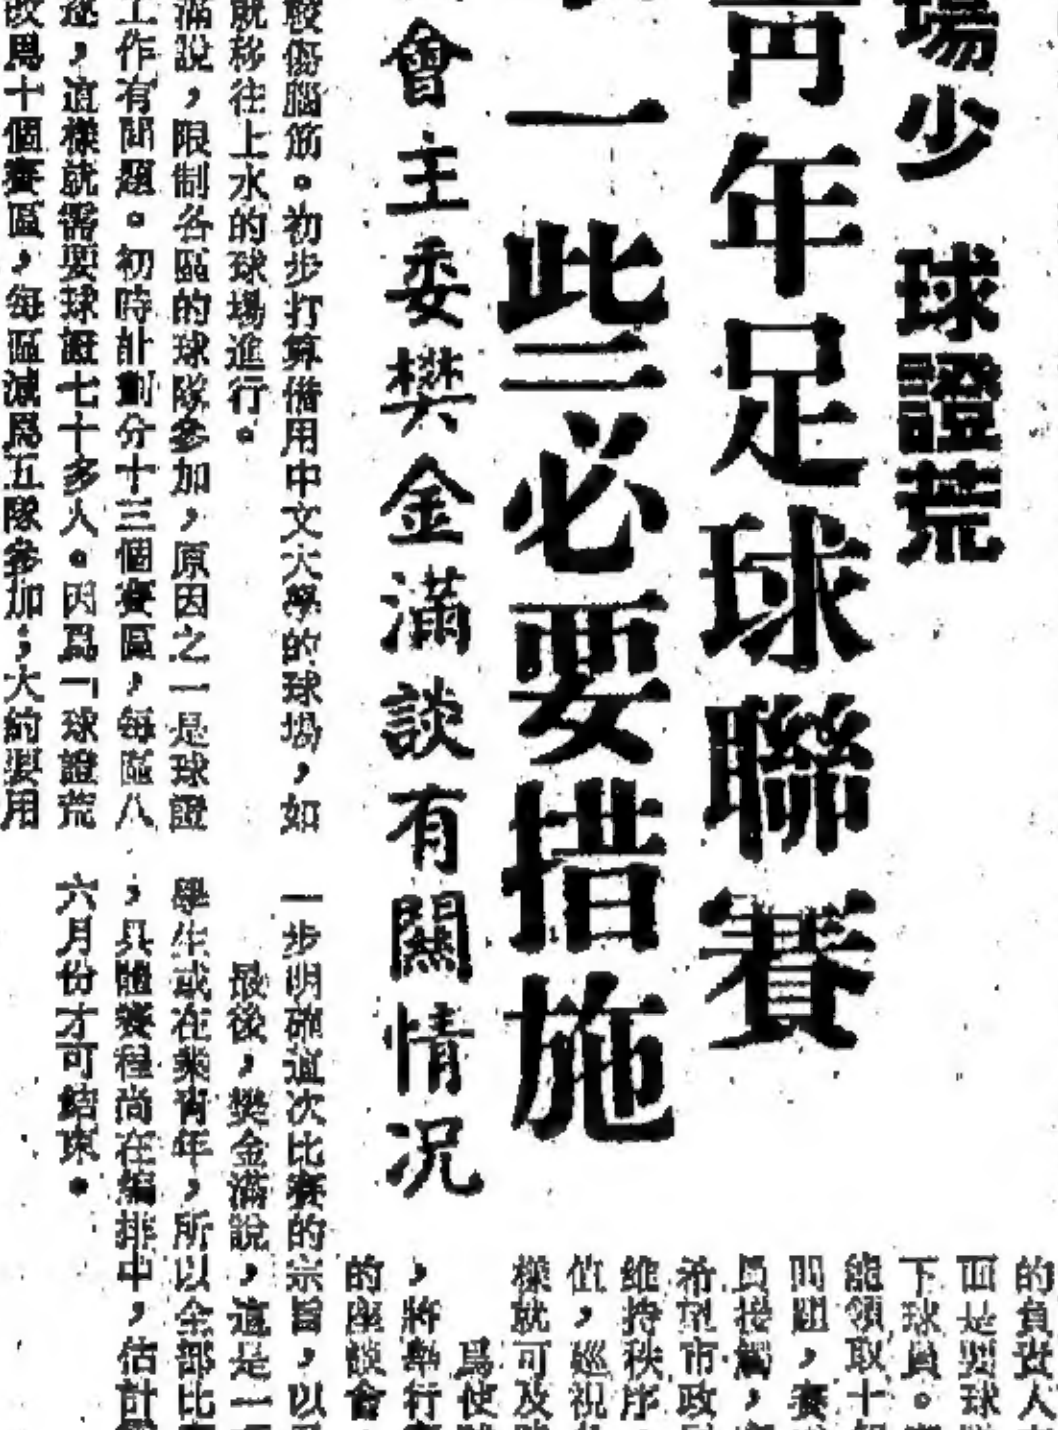 場少 球證荒
青年足球聯賽
一些必要措施
會主委樊金滿談有關情况
較傷腦筋。初步打算借用中文大學的球場，如
就移往上水的球場進行。
滿說，限制各區的球隊參加，原因之一是球證
工作有問題。初時計劃分十三個賽區，每區八
逐，這樣就需要球證七十多人。因爲「球證荒
改爲十個賽區，每區減爲五隊參加；大約要用
一步明確這次比賽的宗旨，以
最後，樊金滿說，這是一
學生或在業青年，所以全部比
，具體賽程尚在編排中，估計
六月份才可結束。
的負責人
面是要球
下球員。
能領取十
問題，賽
員接觸，
希望市政
維持秩序
值，巡視
樣就可及
爲使
，將舉行
的座談會